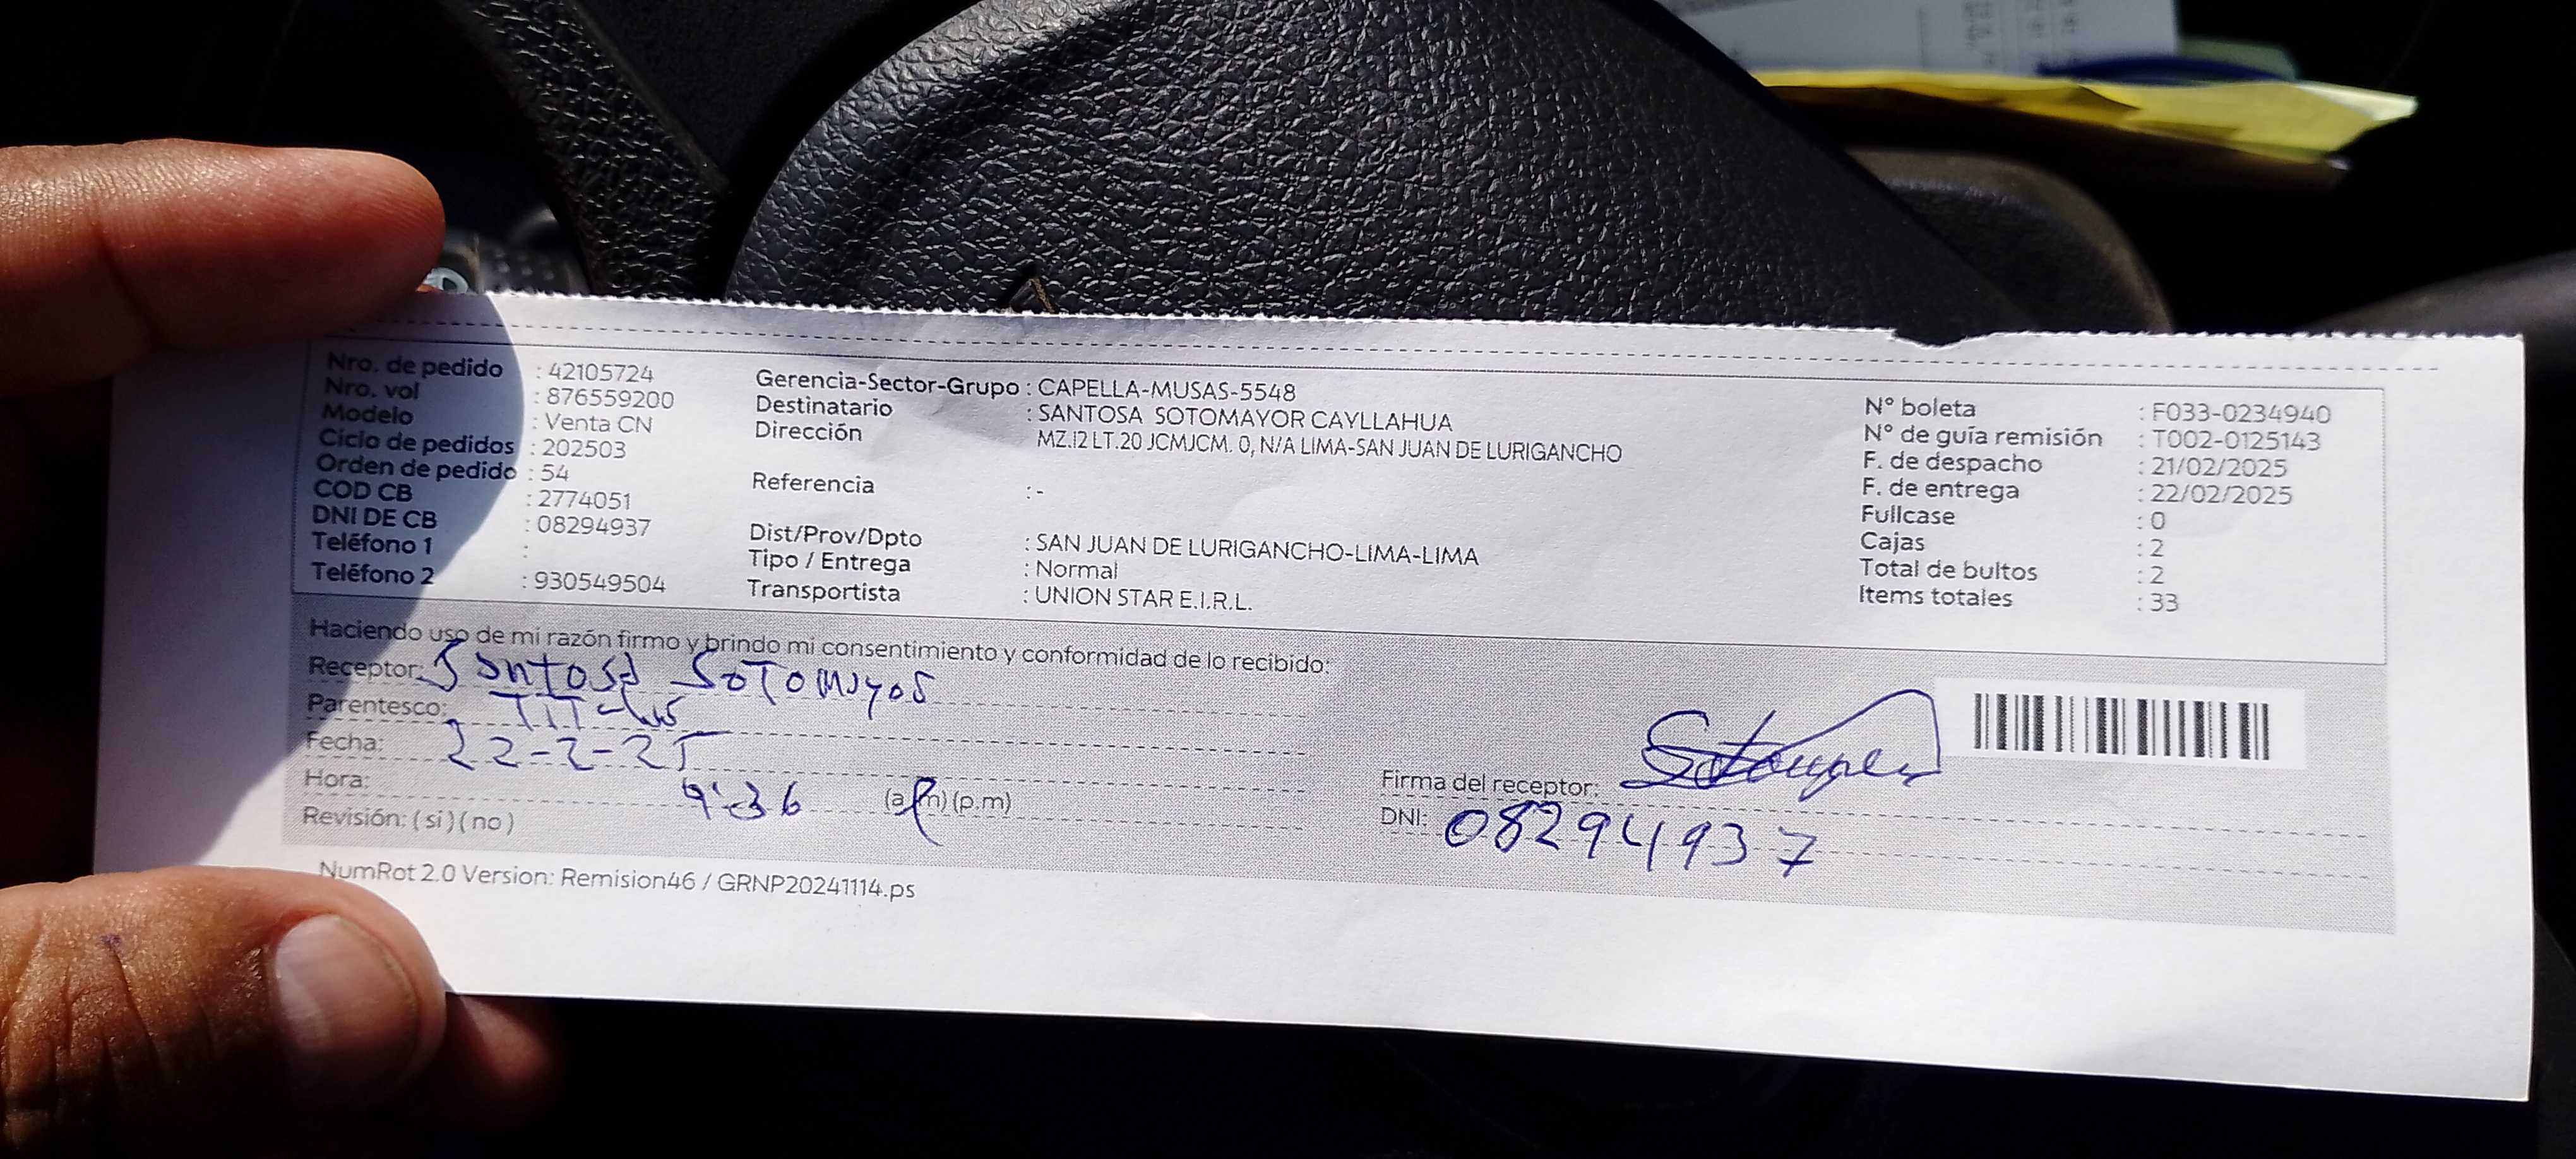 Nro. de pedido : 42105724
Nro. vol : 876559200
Modelo : Venta CN
Ciclo de pedidos : 202503
Orden de pedido : 54
COD CB : 2774051
DNI DE CB : 08294937
Teléfono 1 :
Teléfono 2 : 930549504
Gerencia-Sector-Grupo : CAPELLA-MUSAS-5548
Destinatario : SANTOSA SOTOMAYOR CAYLLAHUA
Dirección MZ.I2 LT.20 JCMJCM. 0, N/A LIMA-SAN JUAN DE LURIGANCHO
Referencia : -
Dist/Prov/Dpto : SAN JUAN DE LURIGANCHO-LIMA-LIMA
Tipo / Entrega : Normal
Transportista : UNION STAR E.I.R.L.
N° boleta : F033-0234940
N° de guía remisión : T002-0125143
F. de despacho : 21/02/2025
F. de entrega : 22/02/2025
Fullcase : 0
Cajas : 2
Total de bultos : 2
Items totales : 33
Haciendo uso de mi razón firmo y brindo mi consentimiento y conformidad de lo recibido:
Receptor: Santosa Sotomayor
Parentesco:
Fecha: 22-2-25
Hora: 9:36 (a.m) (p.m)
Revisión: ( si ) ( no )
Firma del receptor:
DNI: 08294937
NumRot 2.0 Version: Remision46 / GRNP20241114.ps